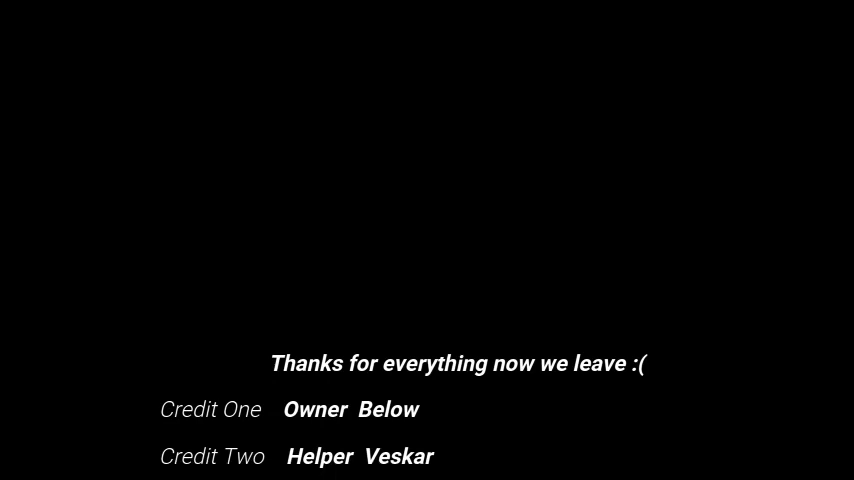 Thanks for everything now we leave :(
Credit One Owner Below
Credit Two Helper Veskar